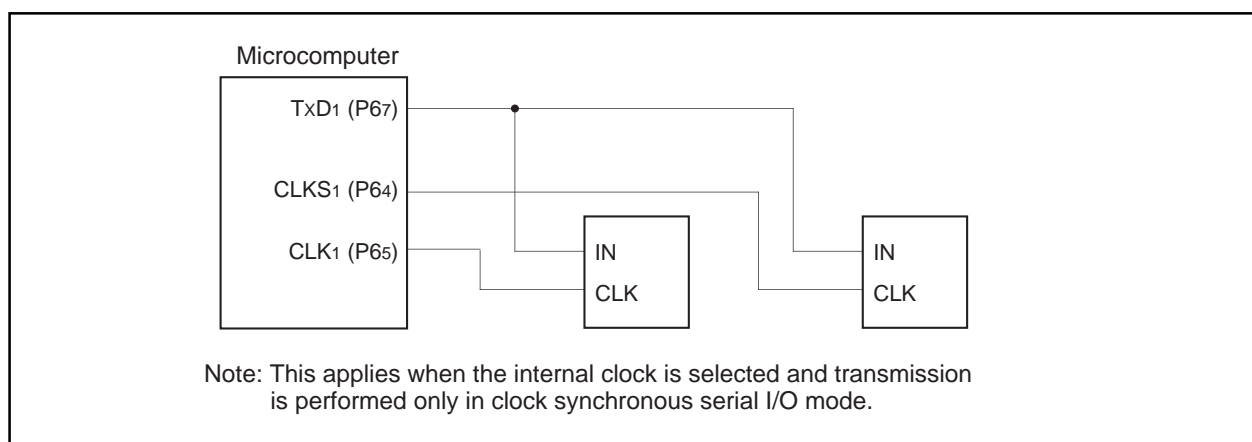 Microcomputer
TXD1 (P67)
CLKS1 (P64)
CLK1 (P65)
IN
CLK
IN
CLK
Note: This applies when the internal clock is selected and transmission
is performed only in clock synchronous serial I/O mode.